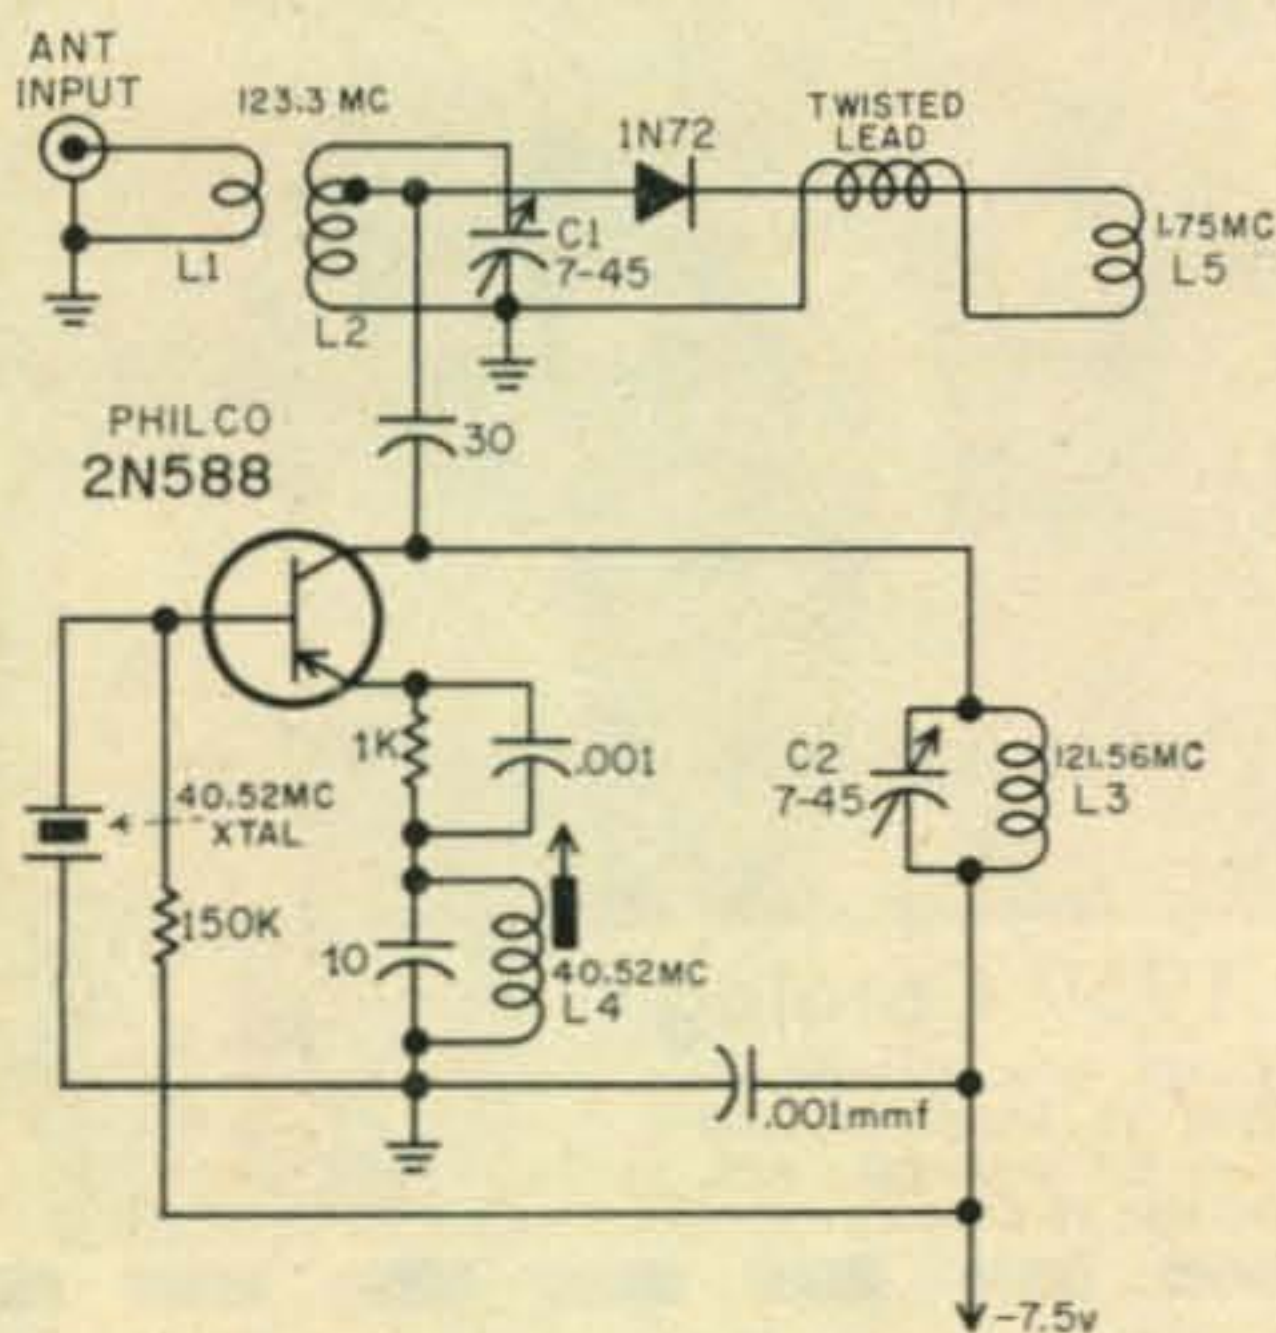 ANT
INPUT
123.3 MC
L1
L2
1N72
C1
7-45
TWISTED
LEAD
1.75MC
L5
PHILCO
2N588
30
1K
.001
40.52MC
XTAL
150K
10
40.52MC
L4
C2
7-45
121.56MC
L3
.001mmf
-7.5v